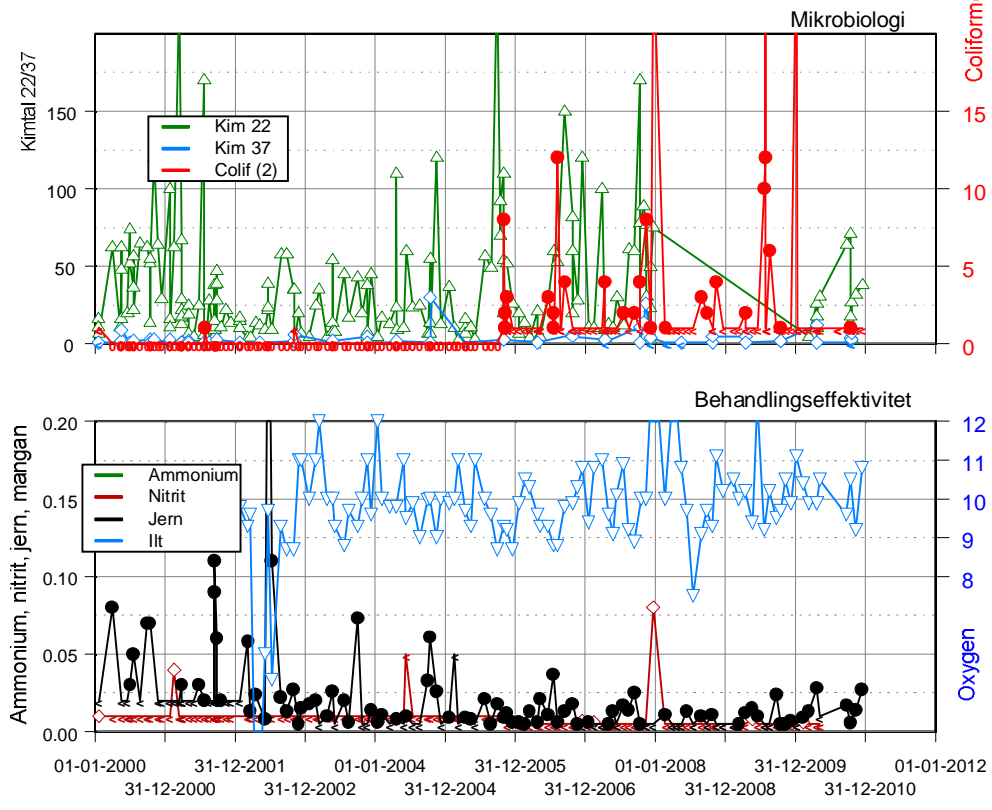 Mikrobiologi
Kimtal 22/37
150
100
50
0
Kim 22
Kim 37
Colif (2)
15
10
5
0
Behandlingseffektivitet
Ammonium, nitrit, jern, mangan
0.20
0.15
0.10
0.05
0.00
Ammonium
Nitrit
Jern
Ilt
12
11
10
9
8
Oxygen
01-01-2000 31-12-2001 01-01-2004 31-12-2005 01-01-2008 31-12-2009 01-01-2012
31-12-2000 31-12-2002 31-12-2004 31-12-2006 31-12-2008 31-12-2010